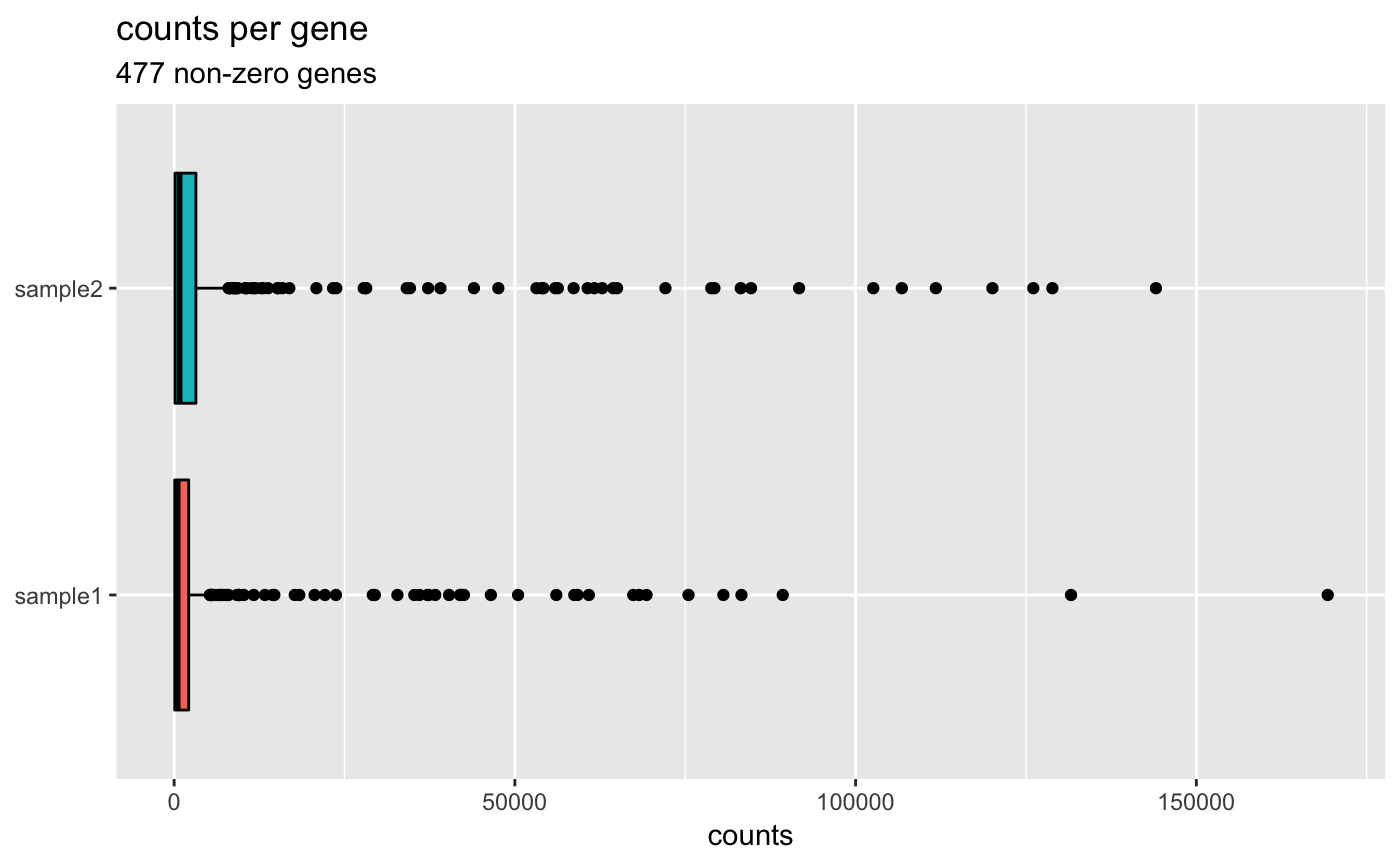 counts per gene
477 non-zero genes
sample2
sample1
0 50000 100000 150000
counts